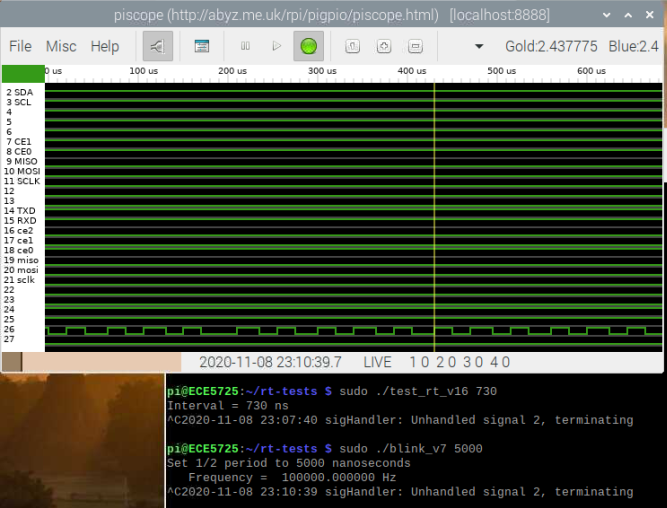 piscope (http://abyz.me.uk/rpi/pigpio/piscope.html) [localhost:8888]
File Misc Help Gold:2.437775 Blue:2.4
0 us 100 us 200 us 300 us 400 us 500 us 600 us
2 SDA
3 SCL
4
5
6
7 CE1
8 CE0
9 MISO
10 MOSI
11 SCLK
12
13
14 TXD
15 RXD
16 ce2
17 ce1
18 ce0
19 miso
20 mosi
21 sclk
22
23
24
25
26
27
2020-11-08 23:10:39.7 LIVE 1 0 2 0 3 0 4 0
pi@ECE5725:~/rt-tests $ sudo ./test_rt_v16 730
Interval = 730 ns
^C2020-11-08 23:07:40 sigHandler: Unhandled signal 2, terminating
pi@ECE5725:~/rt-tests $ sudo ./blink_v7 5000
Set 1/2 period to 5000 nanoseconds
Frequency = 100000.000000 Hz
^C2020-11-08 23:10:39 sigHandler: Unhandled signal 2, terminating